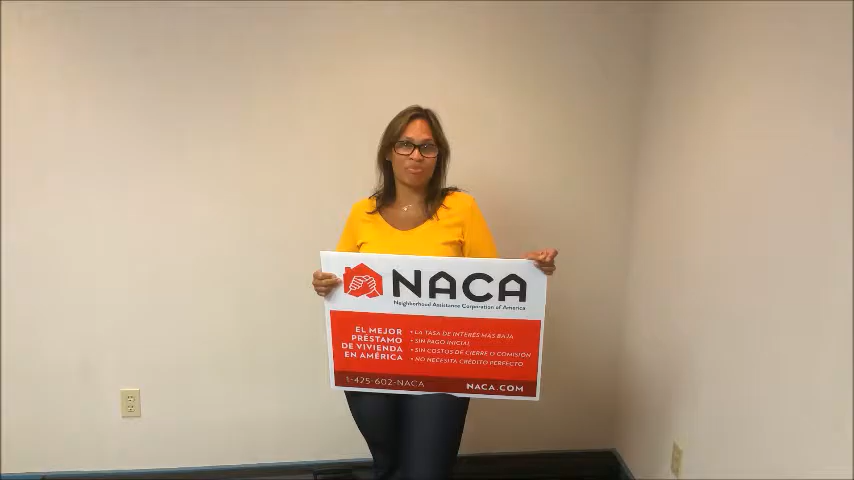 NACA
Neighborhood Assistance Corporation of America
EL MEJOR
PRÉSTAMO
DE VIVIENDA
EN AMÉRICA
• LA TASA DE INTERÉS MÁS BAJA
• SIN PAGO INICIAL
• SIN COSTOS DE CIERRE O COMISIÓN
• NO NECESITA CRÉDITO PERFECTO
1-425-602-NACA
NACA.COM